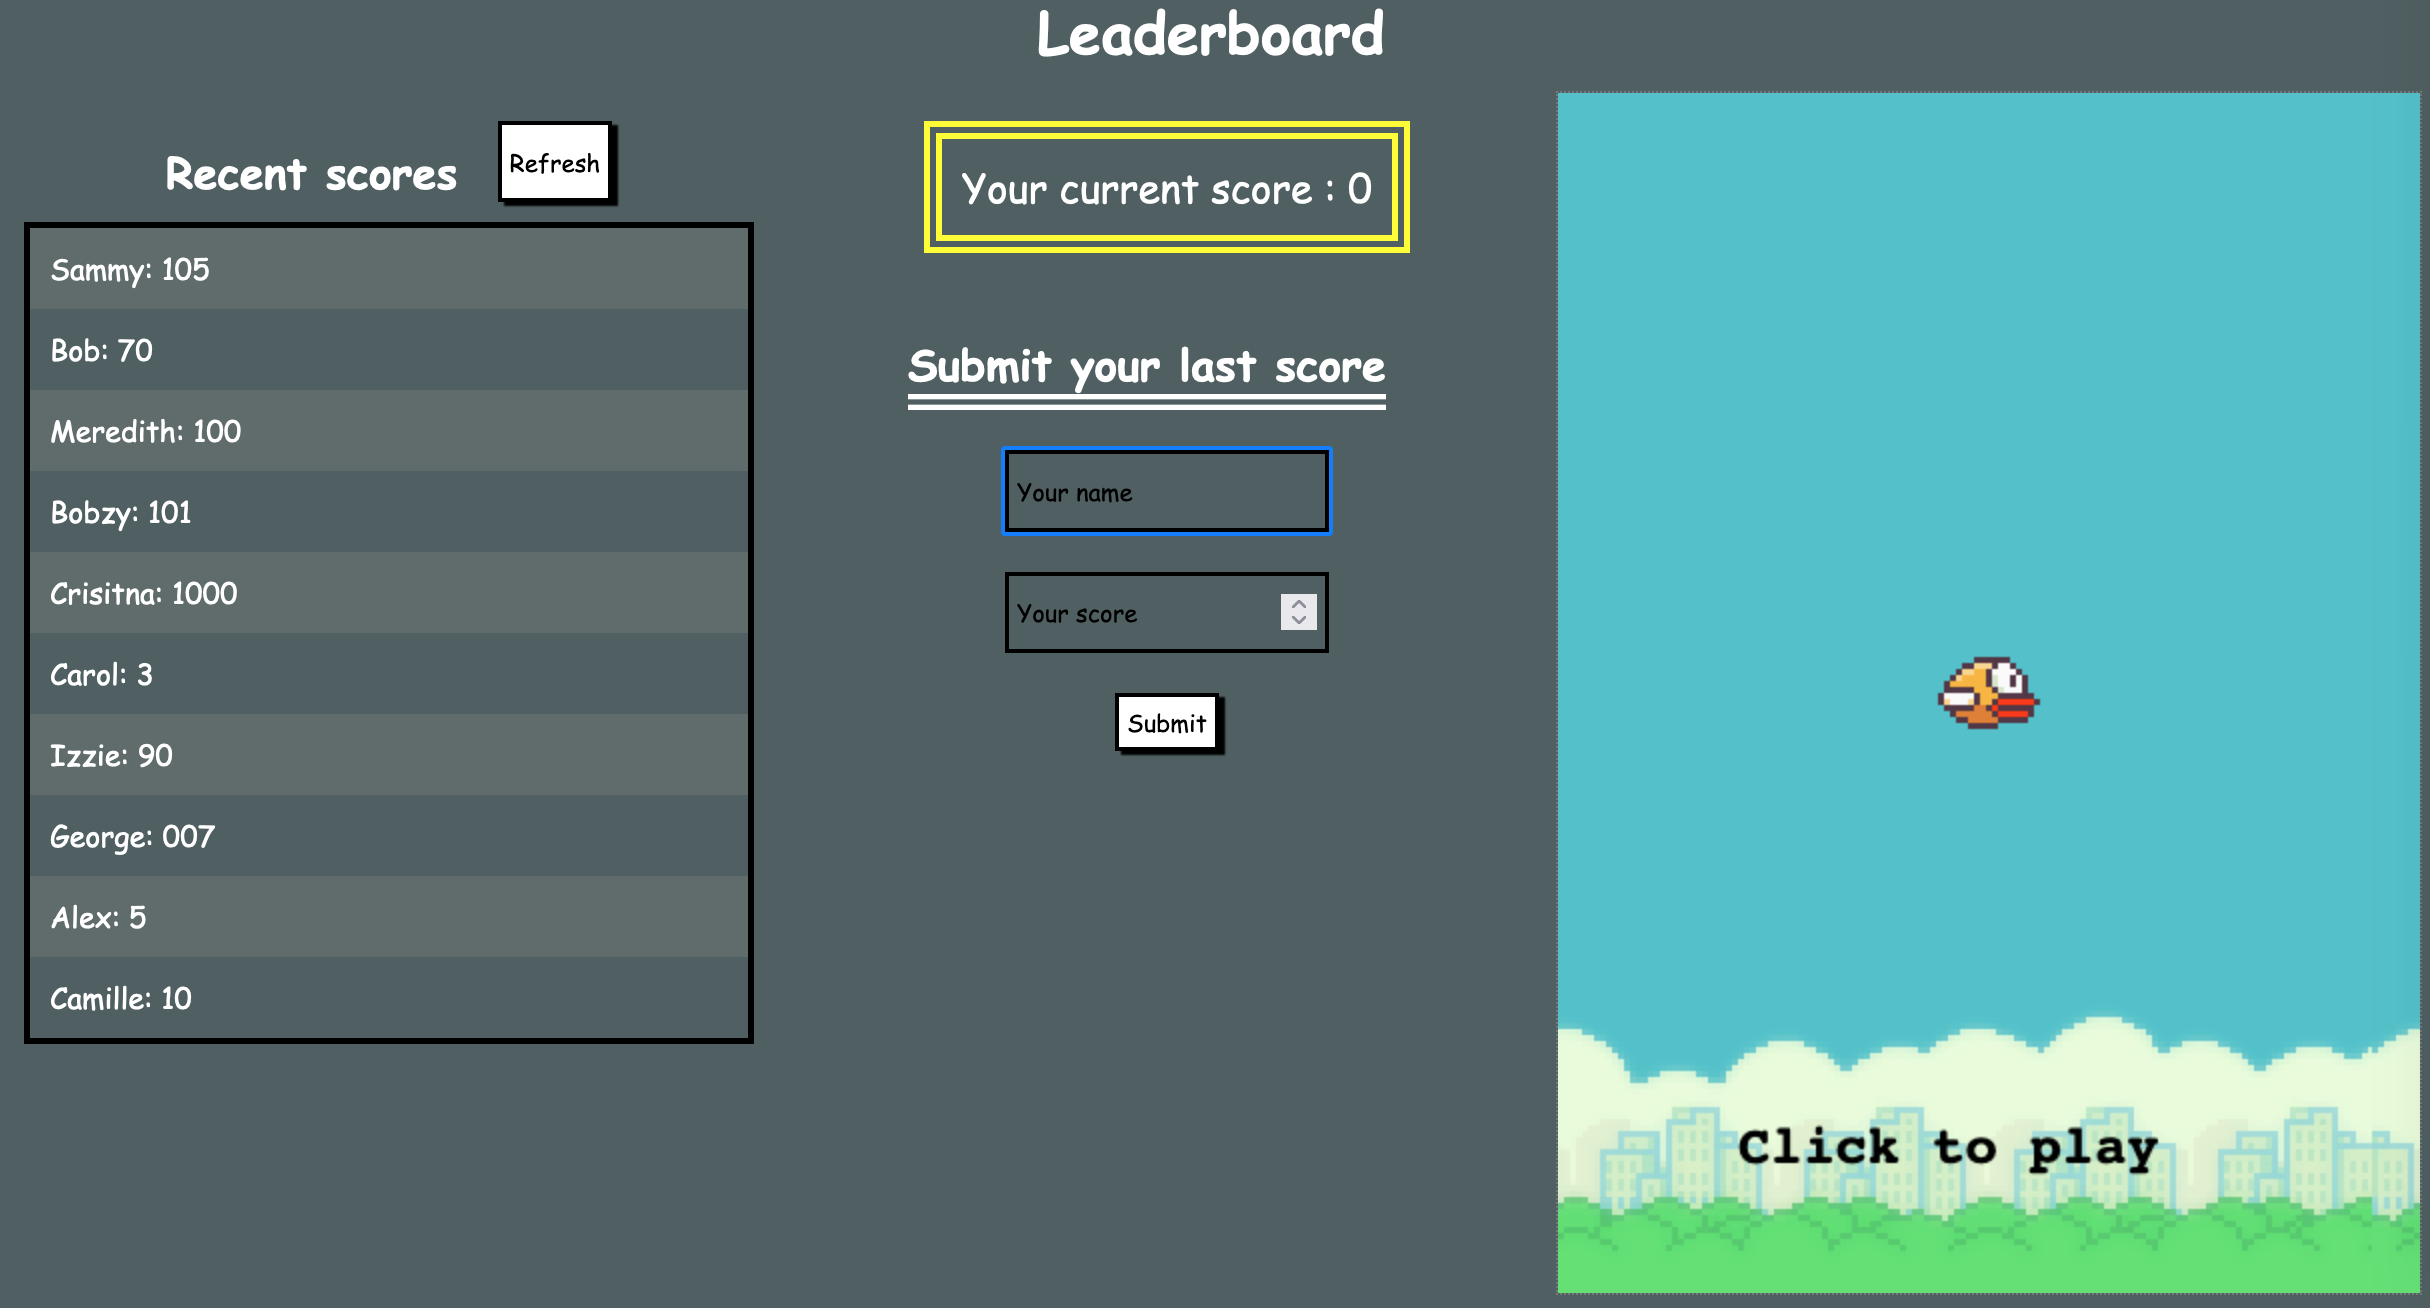 Leaderboard
Recent scores
Refresh
Sammy: 105
Bob: 70
Meredith: 100
Bobzy: 101
Crisitna: 1000
Carol: 3
Izzie: 90
George: 007
Alex: 5
Camille: 10
Your current score : 0
Submit your last score
Your name
Your score
Submit
Click to play